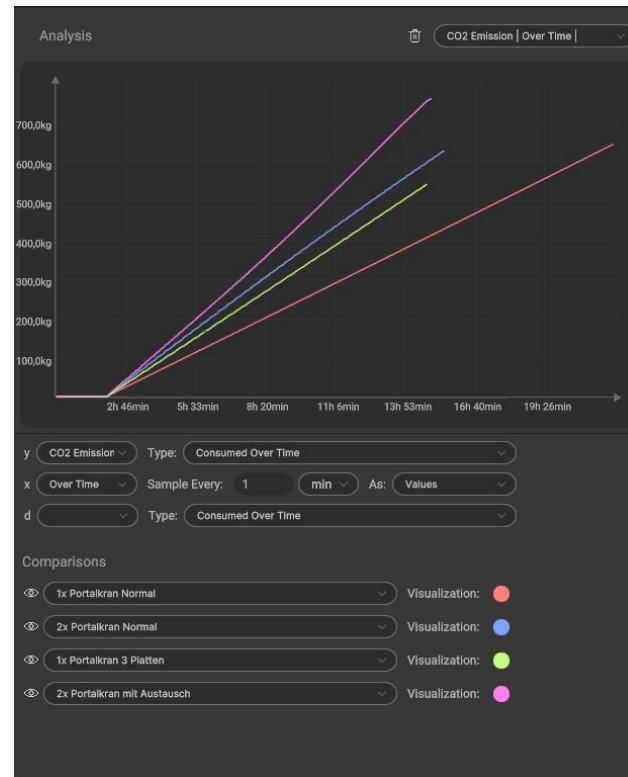 Analysis
CO2 Emission | Over Time |
700,0kg
600,0kg
500,0kg
400,0kg
300,0kg
200,0kg
100,0kg
2h 46min 5h 33min 8h 20min 11h 6min 13h 53min 16h 40min 19h 26min
y CO2 Emission Type: Consumed Over Time
x Over Time Sample Every: 1 min As: Values
d Type: Consumed Over Time
Comparisons
1x Portalkran Normal Visualization:
2x Portalkran Normal Visualization:
1x Portalkran 3 Platten Visualization:
2x Portalkran mit Austausch Visualization: